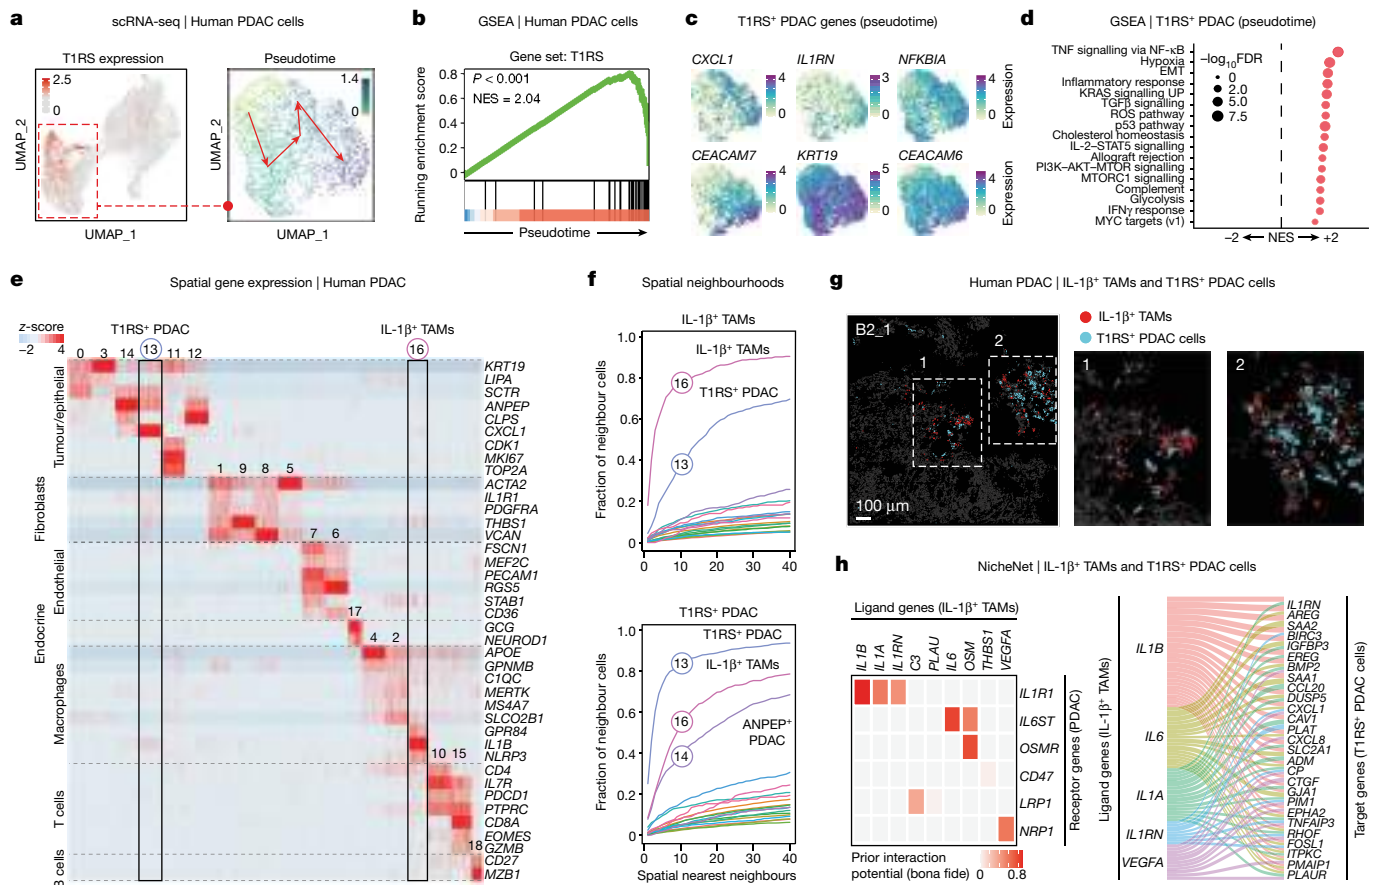 a
scRNA-seq | Human PDAC cells
T1RS expression
2.5
0
UMAP_2
UMAP_1
Pseudotime
1.4
0
UMAP_2
UMAP_1
b
GSEA | Human PDAC cells
Gene set: T1RS
P < 0.001
NES = 2.04
Running enrichment score
0.8
0.6
0.4
0.2
0
Pseudotime
c
T1RS+ PDAC genes (pseudotime)
CXCL1
4
0
IL1RN
3
0
NFKBIA
4
0
Expression
CEACAM7
4
0
KRT19
5
0
CEACAM6
4
0
Expression
d
GSEA | T1RS+ PDAC (pseudotime)
TNF signalling via NF-κB
Hypoxia
EMT
Inflammatory response
KRAS signalling UP
TGFβ signalling
ROS pathway
p53 pathway
Cholesterol homeostasis
IL-2–STAT5 signalling
Allograft rejection
PI3K–AKT–MTOR signalling
MTORC1 signalling
Complement
Glycolysis
IFNγ response
MYC targets (v1)
−log10FDR
0
2.0
5.0
7.5
−2
NES
+2
e
Spatial gene expression | Human PDAC
z-score
−2
4
T1RS+ PDAC
IL-1β+ TAMs
0
3
14
13
11
12
16
1
9
8
5
7
6
17
4
2
10
15
18
Tumour/epithelial
Fibroblasts
Endothelial
Endocrine
Macrophages
T cells
B cells
KRT19
LIPA
SCTR
ANPEP
CLPS
CXCL1
CDK1
MKI67
TOP2A
ACTA2
IL1R1
PDGFRA
THBS1
VCAN
FSCN1
MEF2C
PECAM1
RGS5
STAB1
CD36
GCG
NEUROD1
APOE
GPNMB
C1QC
MERTK
MS4A7
SLCO2B1
GPR84
IL1B
NLRP3
CD4
IL7R
PDCD1
PTPRC
CD8A
EOMES
GZMB
CD27
MZB1
f
Spatial neighbourhoods
IL-1β+ TAMs
IL-1β+ TAMs
16
T1RS+ PDAC
13
Fraction of neighbour cells
1.0
0.8
0.6
0.4
0.2
0
0
10
20
30
40
T1RS+ PDAC
T1RS+ PDAC
13
IL-1β+ TAMs
16
ANPEP+
PDAC
14
Fraction of neighbour cells
1.0
0.8
0.6
0.4
0.2
0
0
10
20
30
40
Spatial nearest neighbours
g
Human PDAC | IL-1β+ TAMs and T1RS+ PDAC cells
B2_1
1
2
100 μm
IL-1β+ TAMs
T1RS+ PDAC cells
1
2
h
NicheNet | IL-1β+ TAMs and T1RS+ PDAC cells
Ligand genes (IL-1β+ TAMs)
IL1B
IL1A
IL1RN
C3
PLAU
IL6
OSM
THBS1
VEGFA
IL1R1
IL6ST
OSMR
CD47
LRP1
NRP1
Receptor genes (PDAC)
Prior interaction
potential (bona fide)
0
0.8
Ligand genes (IL-1β+ TAMs)
IL1B
IL6
IL1A
IL1RN
VEGFA
IL1RN
AREG
SAA2
BIRC3
IGFBP3
EREG
BMP2
SAA1
CCL20
DUSP5
CXCL1
CAV1
PLAT
CXCL8
SLC2A1
ADM
CP
CTGF
GJA1
PIM1
EPHA2
TNFAIP3
RHOF
FOSL1
ITPKC
PMAIP1
PLAUR
Target genes (T1RS+ PDAC cells)